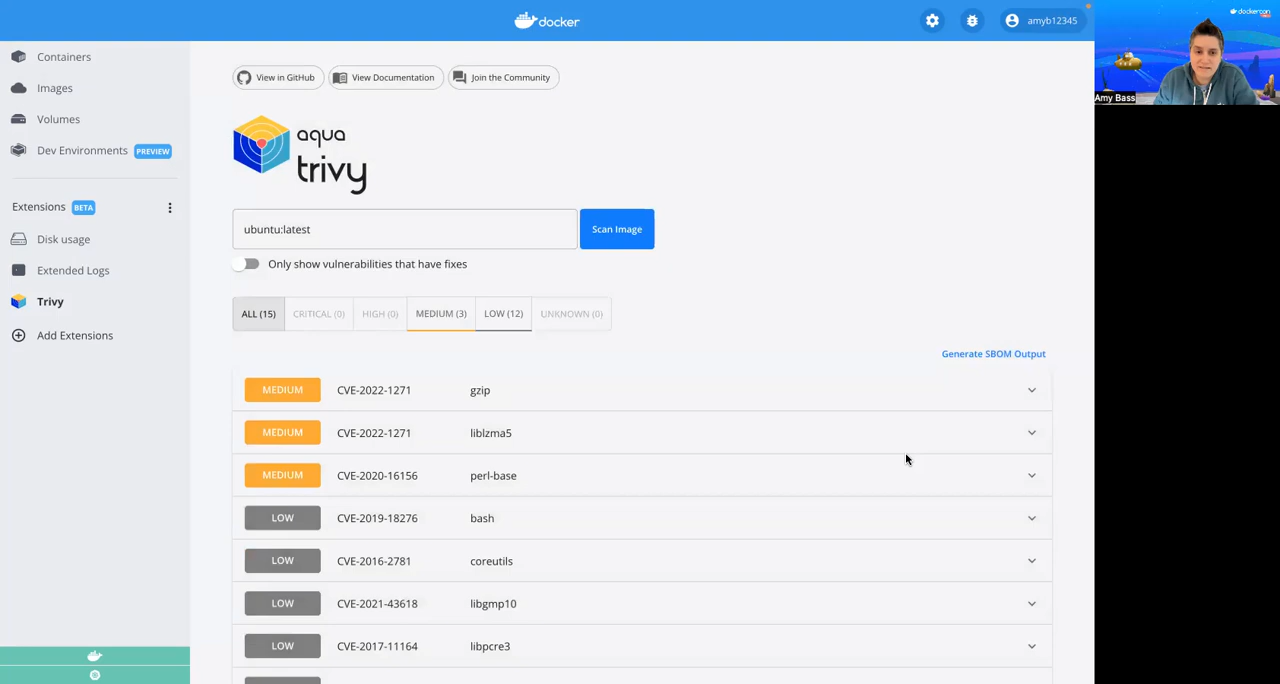 docker
amyb12345
dockercon
Amy Bass
Containers
Images
Volumes
Dev Environments PREVIEW
Extensions BETA
Disk usage
Extended Logs
Trivy
Add Extensions
View in GitHub
View Documentation
Join the Community
aqua
trivy
ubuntu:latest
Scan Image
Only show vulnerabilities that have fixes
ALL (15) CRITICAL (0) HIGH (0) MEDIUM (3) LOW (12) UNKNOWN (0)
Generate SBOM Output
MEDIUM CVE-2022-1271 gzip
MEDIUM CVE-2022-1271 liblzma5
MEDIUM CVE-2020-16156 perl-base
LOW CVE-2019-18276 bash
LOW CVE-2016-2781 coreutils
LOW CVE-2021-43618 libgmp10
LOW CVE-2017-11164 libpcre3